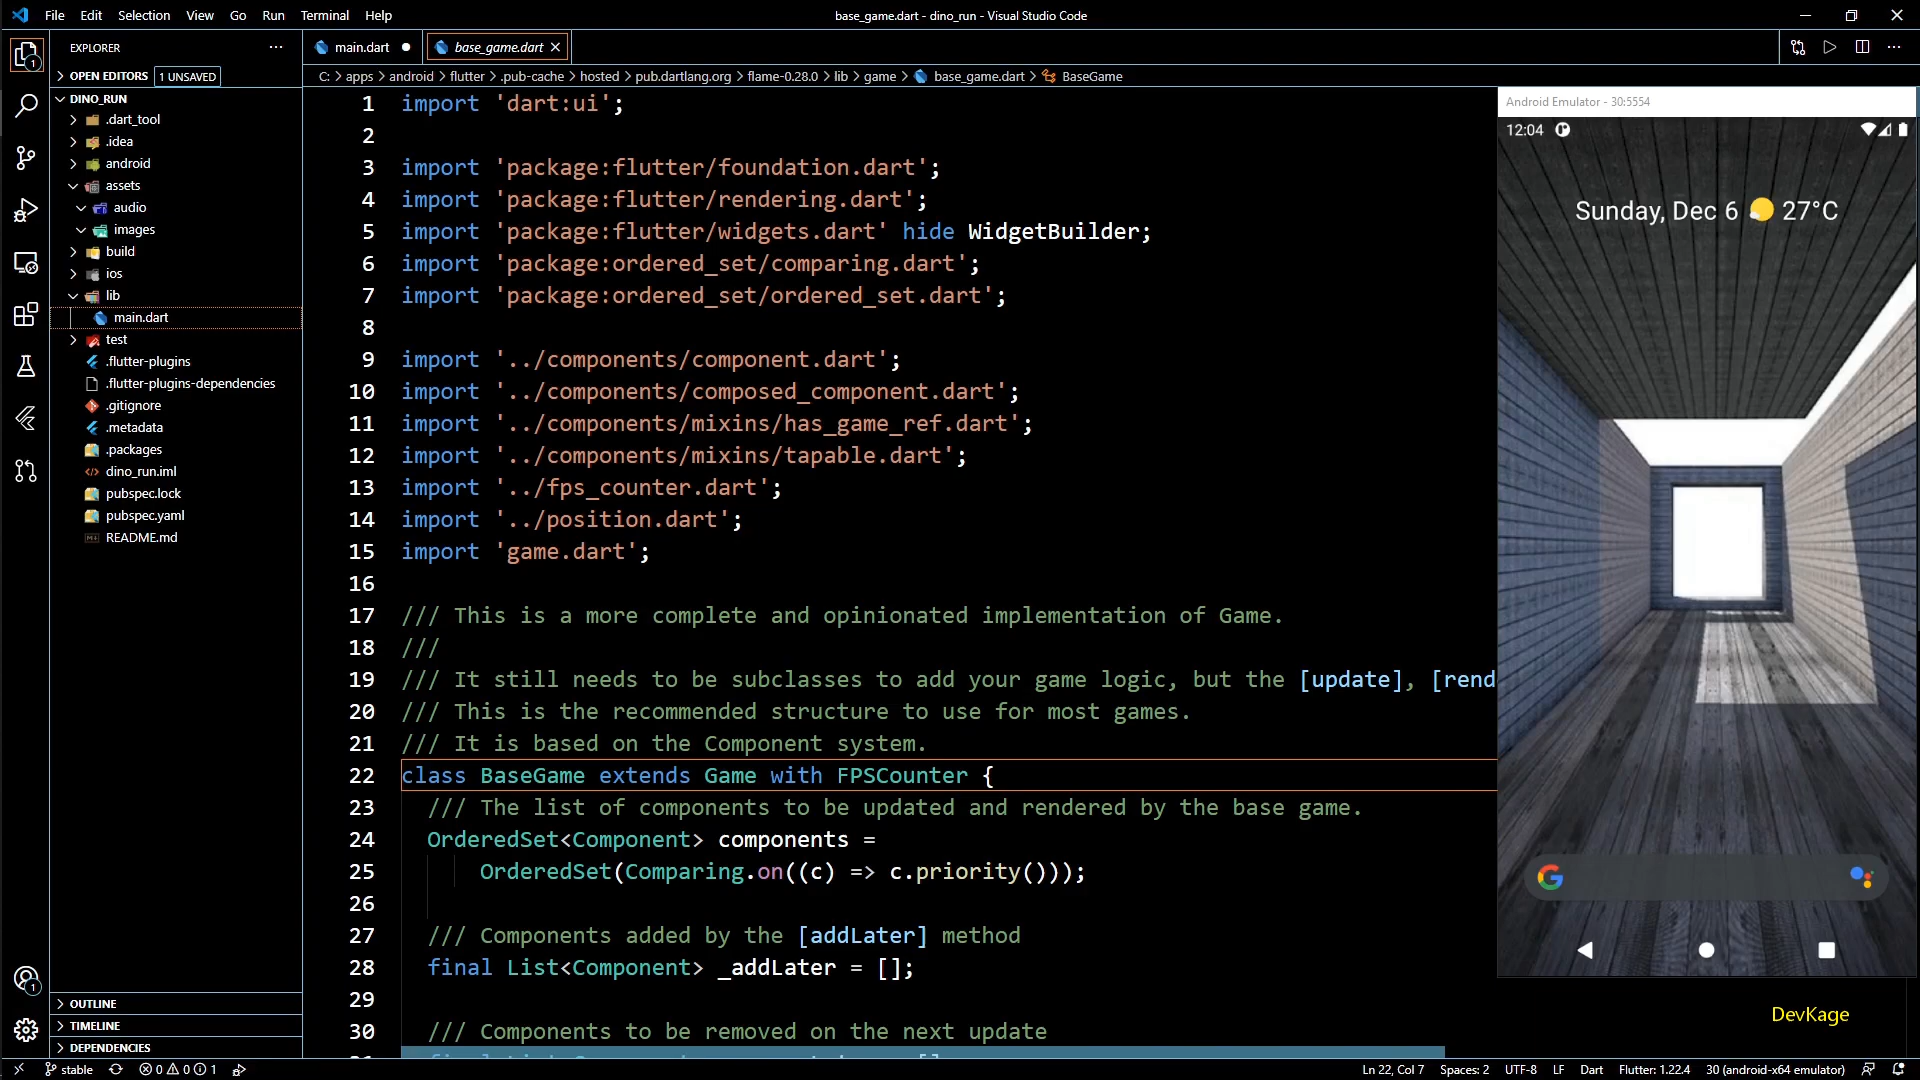 File Edit Selection View Go Run Terminal Help
base_game.dart - dino_run - Visual Studio Code
EXPLORER
OPEN EDITORS 1 UNSAVED
DINO_RUN
.dart_tool
.idea
android
assets
audio
images
build
ios
lib
main.dart
test
.flutter-plugins
.flutter-plugins-dependencies
.gitignore
.metadata
.packages
dino_run.iml
pubspec.lock
pubspec.yaml
README.md
OUTLINE
TIMELINE
DEPENDENCIES
1
1
main.dart
base_game.dart
C: > apps > android > flutter > .pub-cache > hosted > pub.dartlang.org > flame-0.28.0 > lib > game > base_game.dart > BaseGame
1 import 'dart:ui';
2
3 import 'package:flutter/foundation.dart';
4 import 'package:flutter/rendering.dart';
5 import 'package:flutter/widgets.dart' hide WidgetBuilder;
6 import 'package:ordered_set/comparing.dart';
7 import 'package:ordered_set/ordered_set.dart';
8
9 import '../components/component.dart';
10 import '../components/composed_component.dart';
11 import '../components/mixins/has_game_ref.dart';
12 import '../components/mixins/tapable.dart';
13 import '../fps_counter.dart';
14 import '../position.dart';
15 import 'game.dart';
16
17 /// This is a more complete and opinionated implementation of Game.
18 ///
19 /// It still needs to be subclasses to add your game logic, but the [update], [rend
20 /// This is the recommended structure to use for most games.
21 /// It is based on the Component system.
22 class BaseGame extends Game with FPSCounter {
23 /// The list of components to be updated and rendered by the base game.
24 OrderedSet<Component> components =
25 OrderedSet(Comparing.on((c) => c.priority()));
26
27 /// Components added by the [addLater] method
28 final List<Component> _addLater = [];
29
30 /// Components to be removed on the next update
Android Emulator - 30:5554
12:04
Sunday, Dec 6 27°C
DevKage
stable 0 0 1
Ln 22, Col 7 Spaces: 2 UTF-8 LF Dart Flutter: 1.22.4 30 (android-x64 emulator)